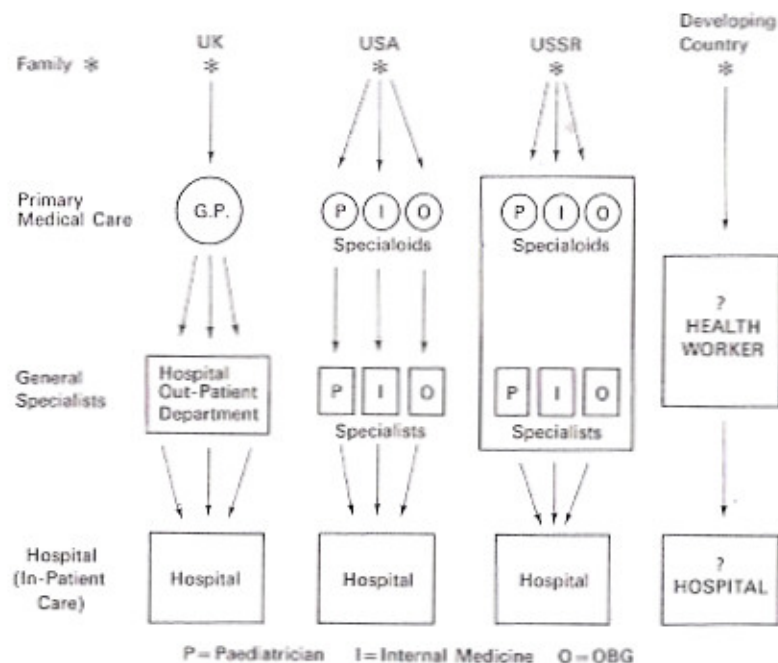 Family * UK * USA * USSR * Developing Country *
Primary Medical Care
G.P.
P I O
Specialoids
P I O
Specialoids
? HEALTH WORKER
General Specialists
Hospital Out-Patient Department
P I O
Specialists
P I O
Specialists
Hospital (In-Patient Care)
Hospital
Hospital
Hospital
? HOSPITAL
P = Paediatrician I = Internal Medicine O = OBG